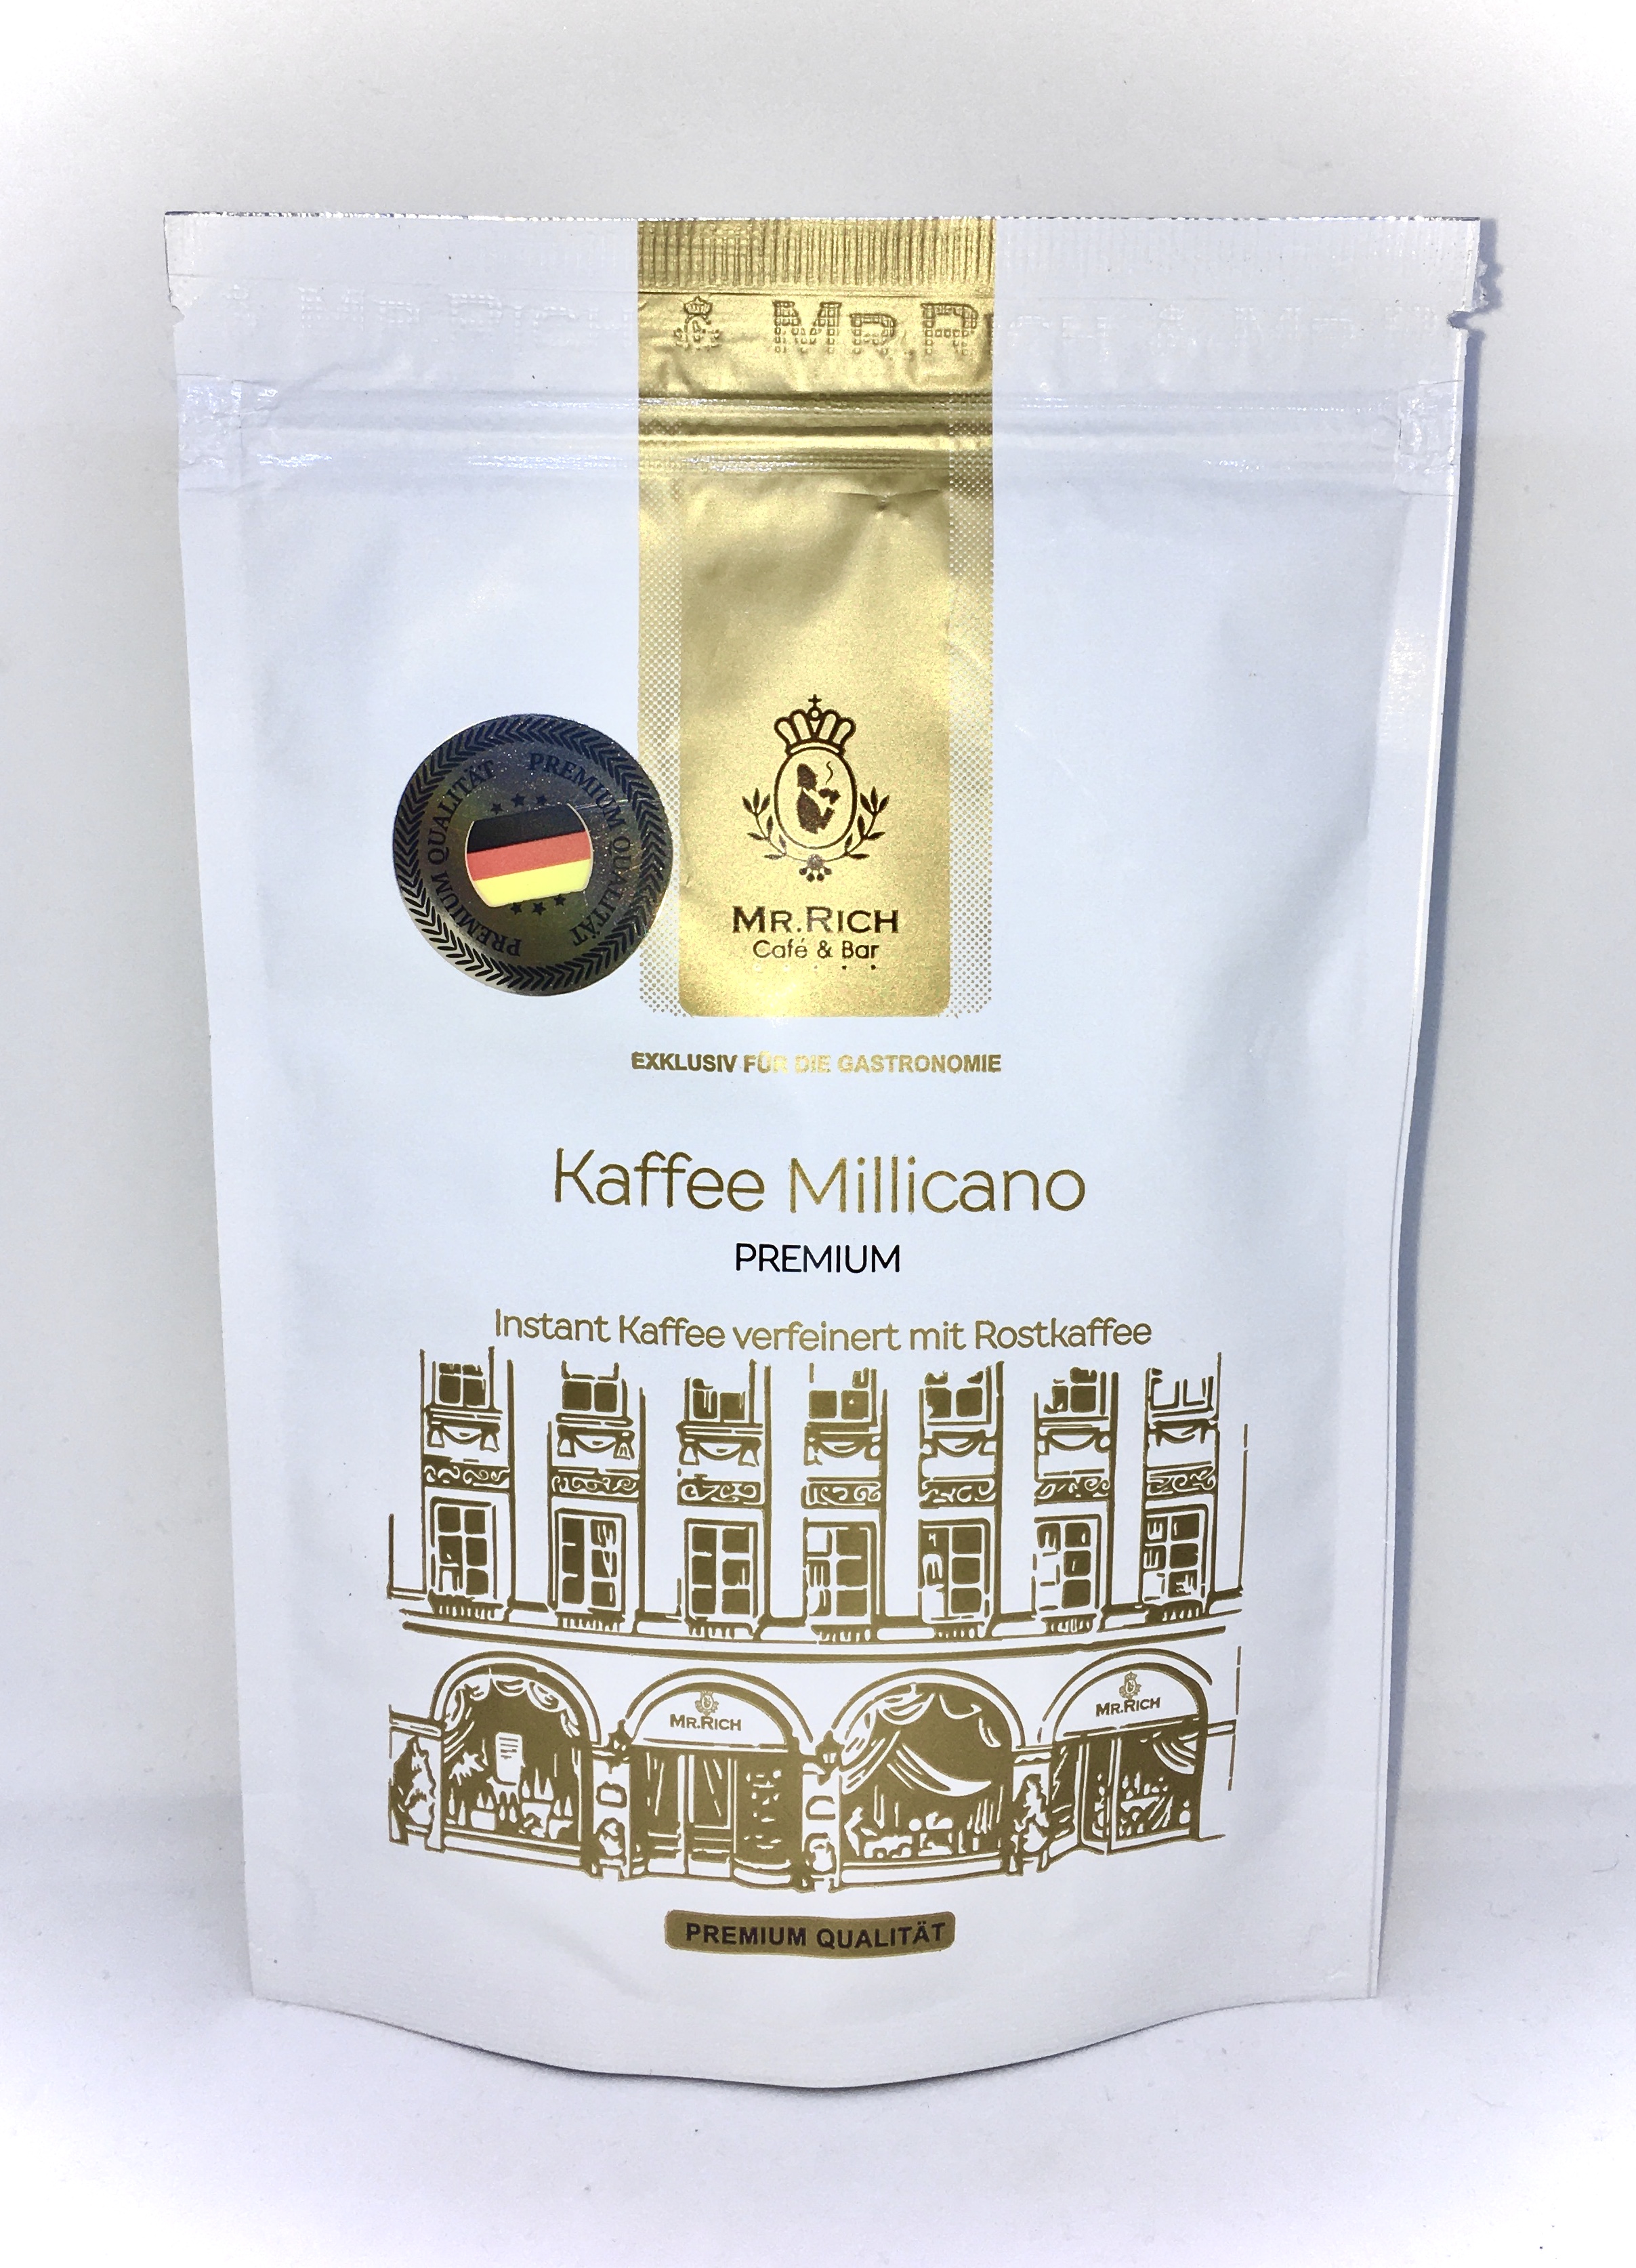 MR.RICH
PREMIUM QUALITÄT
PREMIUM QUALITÄT
MR.RICH
Café & Bar
EXKLUSIV FÜR DIE GASTRONOMIE
Kaffee Millicano
PREMIUM
Instant Kaffee verfeinert mit Rostkaffee
MR.RICH
MR.RICH
PREMIUM QUALITÄT